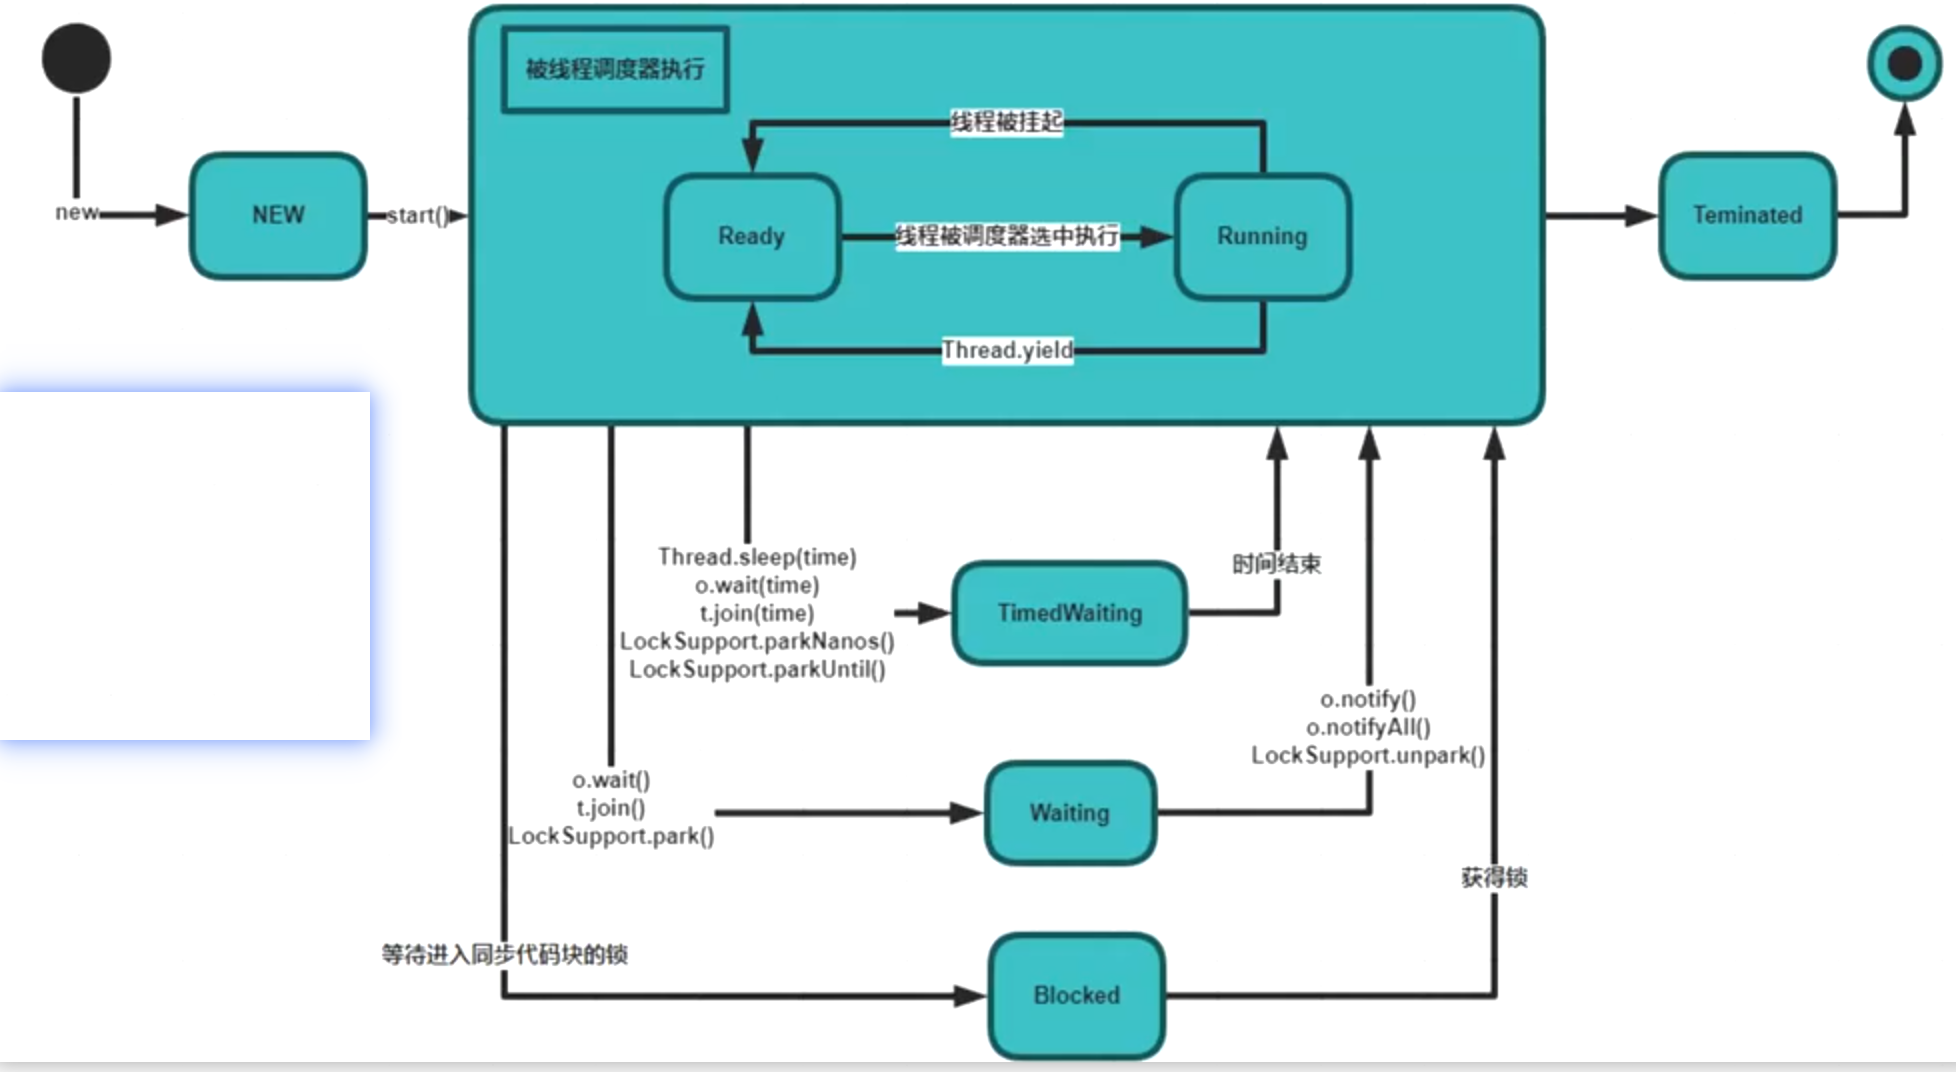 被线程调度器执行
线程被挂起
new
NEW
start()
Ready
线程被调度器选中执行
Running
Teminated
Thread.yield
Thread.sleep(time)
o.wait(time)
t.join(time)
LockSupport.parkNanos()
LockSupport.parkUntil()
TimedWaiting
时间结束
o.notify()
o.notifyAll()
LockSupport.unpark()
o.wait()
t.join()
LockSupport.park()
Waiting
获得锁
等待进入同步代码块的锁
Blocked